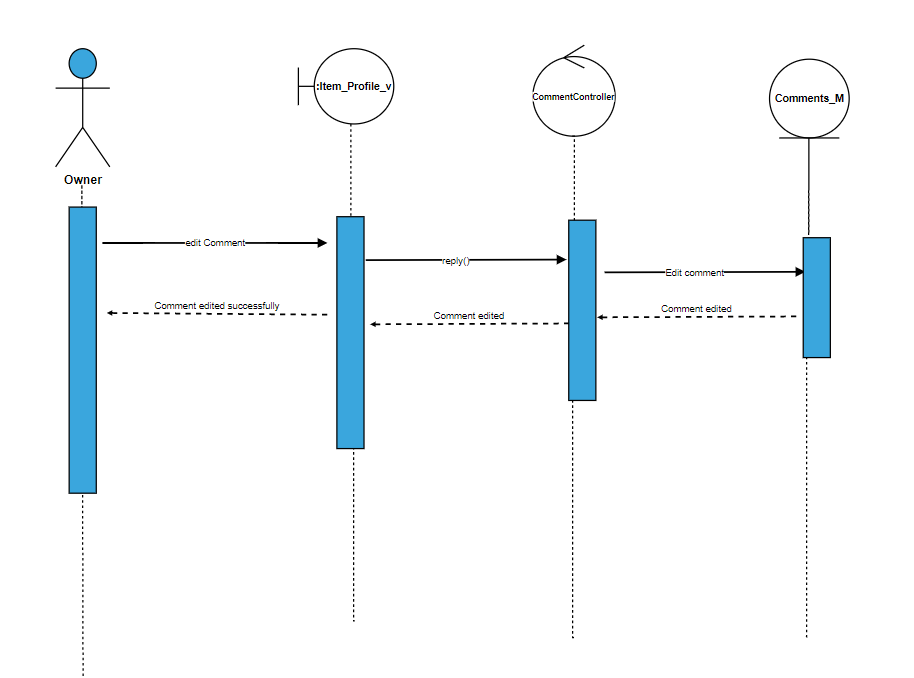 :Item_Profile_v
CommentController
Comments_M
Owner
edit Comment
reply()
Edit comment
Comment edited successfully
Comment edited
Comment edited